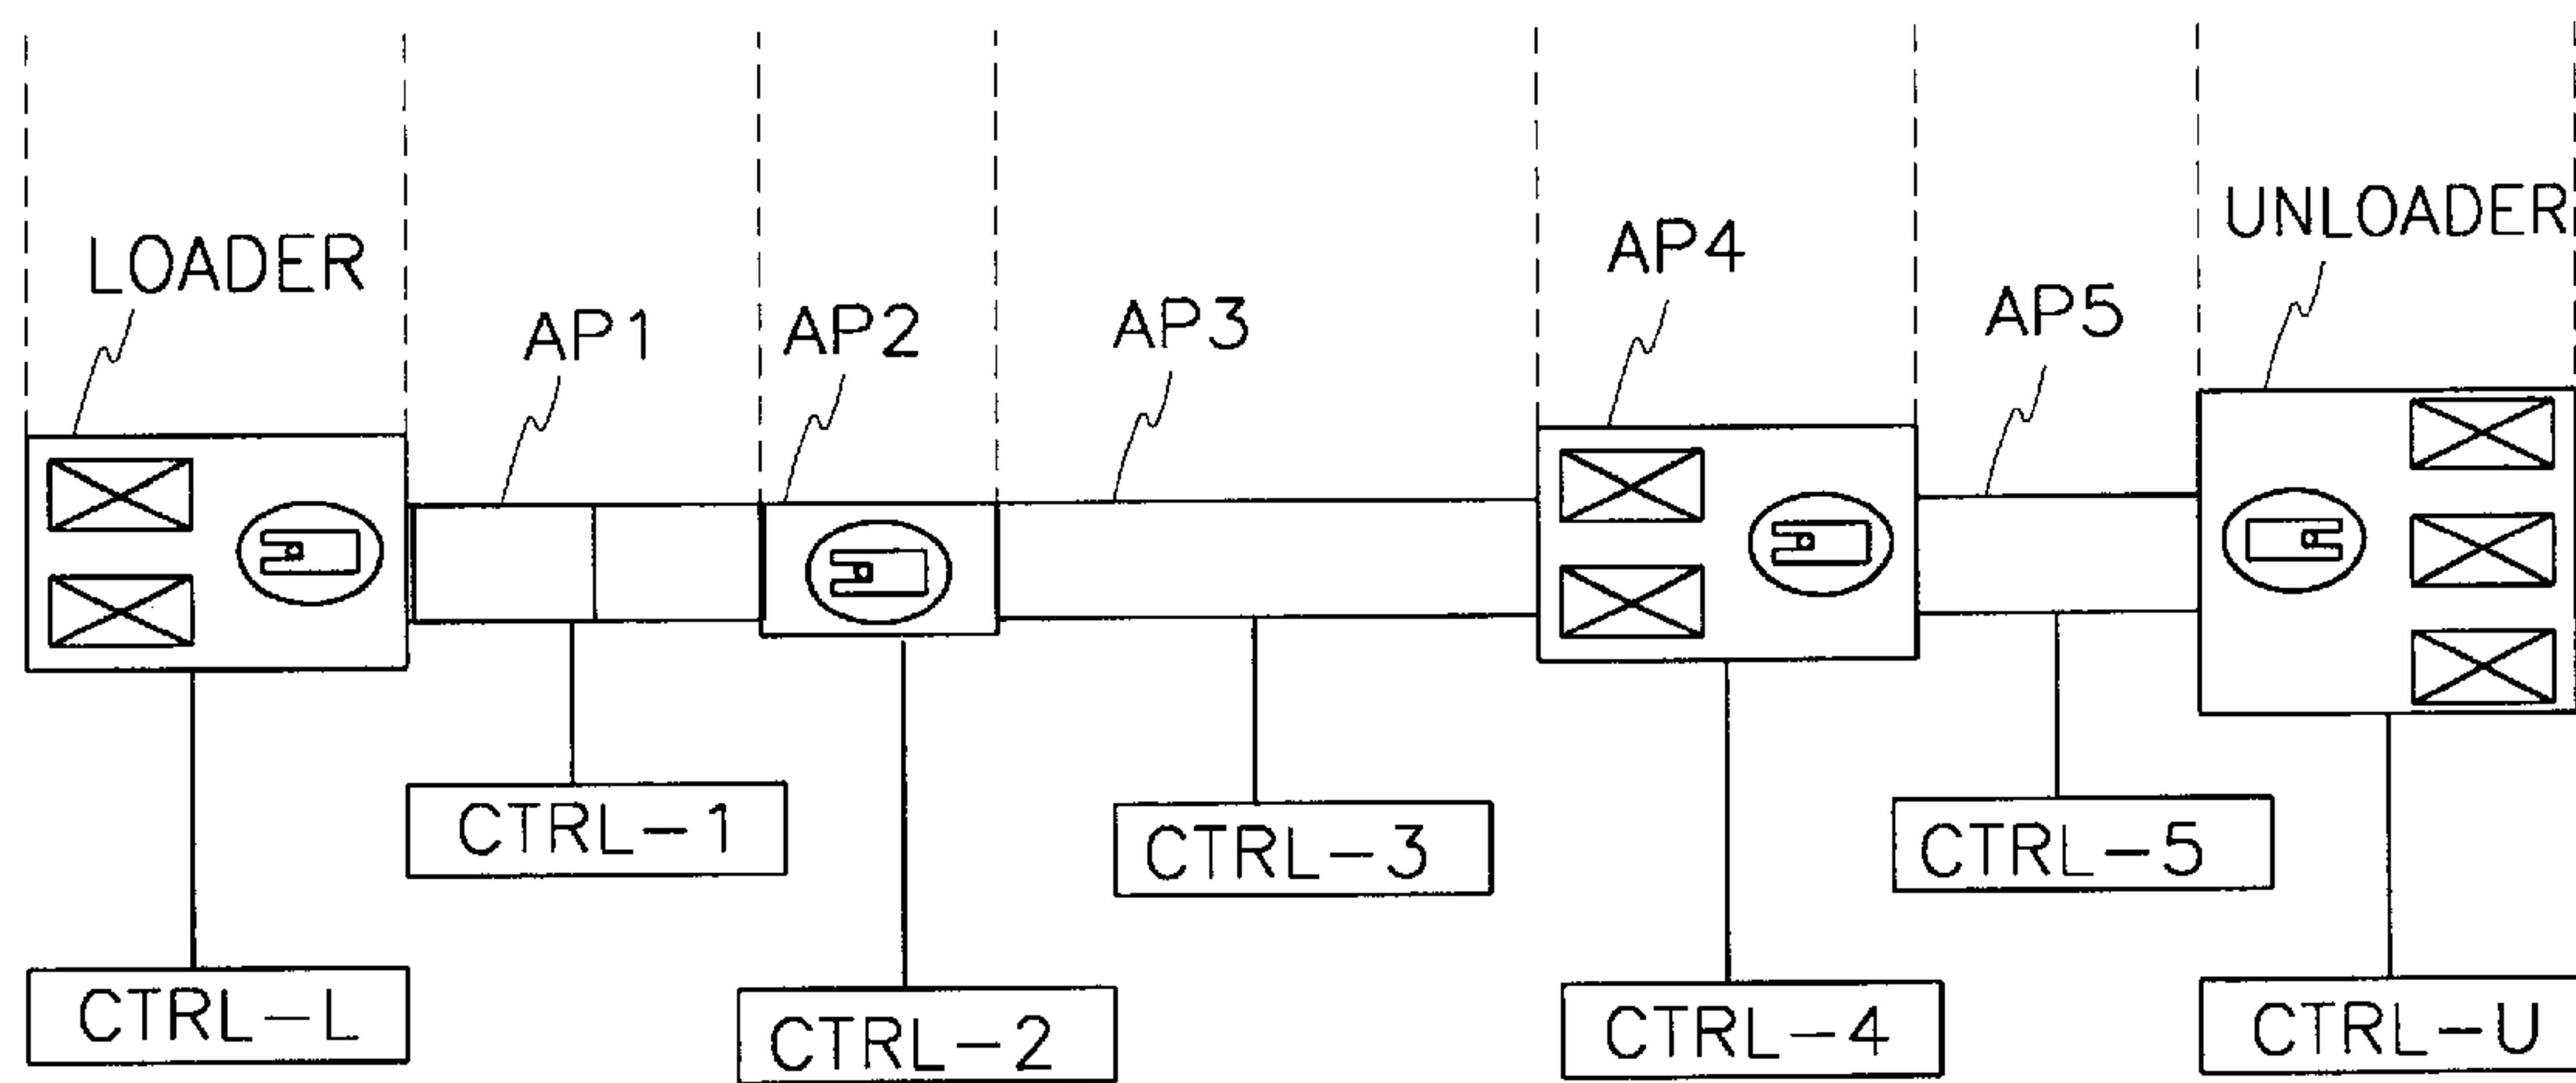 LOADER
AP1
AP2
AP3
AP4
AP5
UNLOADER
CTRL-1
CTRL-3
CTRL-5
CTRL-L
CTRL-2
CTRL-4
CTRL-U